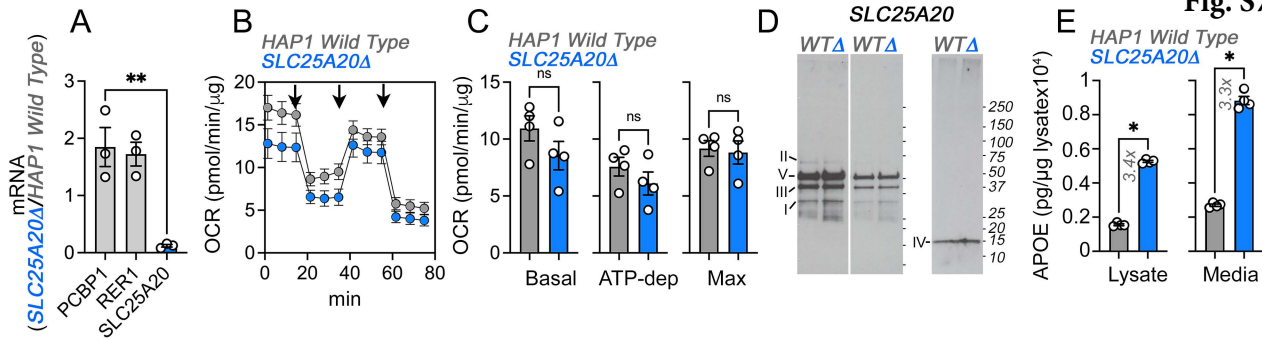 Fig. S7
A
mRNA
(SLC25A20Δ/HAP1 Wild Type)
3
2
1
0
**
PCBP1
RER1
SLC25A20
B
HAP1 Wild Type
SLC25A20Δ
OCR (pmol/min/µg)
20
15
10
5
0
0 20 40 60 80
min
C
HAP1 Wild Type
SLC25A20Δ
OCR (pmol/min/µg)
15
10
5
0
ns
ns
ns
Basal
ATP-dep
Max
D
SLC25A20
WTΔ WTΔ WTΔ
II
V
III
I
IV
250
150
100
75
50
37
25
20
15
10
E
HAP1 Wild Type
SLC25A20Δ
APOE (pg/µg lysatex10⁴)
1
0.8
0.6
0.4
0.2
0
*
3.4x
*
3.3x
Lysate
Media